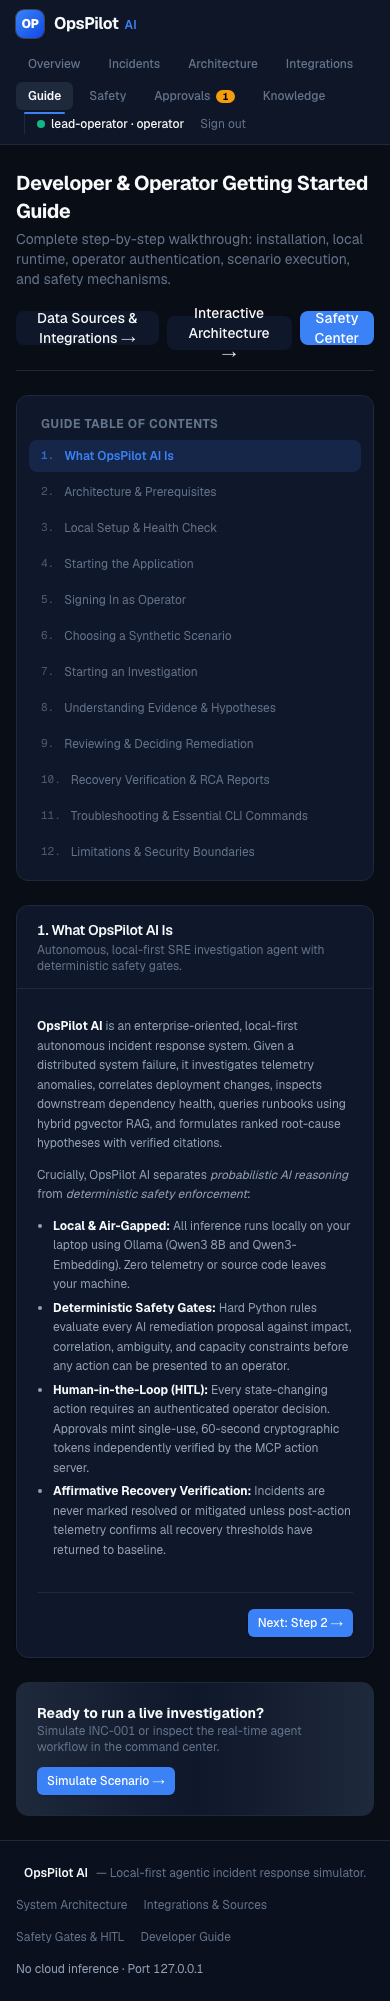 OP OpsPilot AI
Overview Incidents Architecture Integrations
Guide Safety Approvals 1 Knowledge
lead-operator · operator Sign out
Developer & Operator Getting Started
Guide
Complete step-by-step walkthrough: installation, local
runtime, operator authentication, scenario execution,
and safety mechanisms.
Data Sources &
Integrations →
Interactive
Architecture
→
Safety
Center
GUIDE TABLE OF CONTENTS
1. What OpsPilot AI Is
2. Architecture & Prerequisites
3. Local Setup & Health Check
4. Starting the Application
5. Signing In as Operator
6. Choosing a Synthetic Scenario
7. Starting an Investigation
8. Understanding Evidence & Hypotheses
9. Reviewing & Deciding Remediation
10. Recovery Verification & RCA Reports
11. Troubleshooting & Essential CLI Commands
12. Limitations & Security Boundaries
1. What OpsPilot AI Is
Autonomous, local-first SRE investigation agent with
deterministic safety gates.
OpsPilot AI is an enterprise-oriented, local-first
autonomous incident response system. Given a
distributed system failure, it investigates telemetry
anomalies, correlates deployment changes, inspects
downstream dependency health, queries runbooks using
hybrid pgvector RAG, and formulates ranked root-cause
hypotheses with verified citations.
Crucially, OpsPilot AI separates probabilistic AI reasoning
from deterministic safety enforcement:
• Local & Air-Gapped: All inference runs locally on your
laptop using Ollama (Qwen3 8B and Qwen3-
Embedding). Zero telemetry or source code leaves
your machine.
• Deterministic Safety Gates: Hard Python rules
evaluate every AI remediation proposal against impact,
correlation, ambiguity, and capacity constraints before
any action can be presented to an operator.
• Human-in-the-Loop (HITL): Every state-changing
action requires an authenticated operator decision.
Approvals mint single-use, 60-second cryptographic
tokens independently verified by the MCP action
server.
• Affirmative Recovery Verification: Incidents are
never marked resolved or mitigated unless post-action
telemetry confirms all recovery thresholds have
returned to baseline.
Next: Step 2 →
Ready to run a live investigation?
Simulate INC-001 or inspect the real-time agent
workflow in the command center.
Simulate Scenario →
OpsPilot AI — Local-first agentic incident response simulator.
System Architecture Integrations & Sources
Safety Gates & HITL Developer Guide
No cloud inference · Port 127.0.0.1